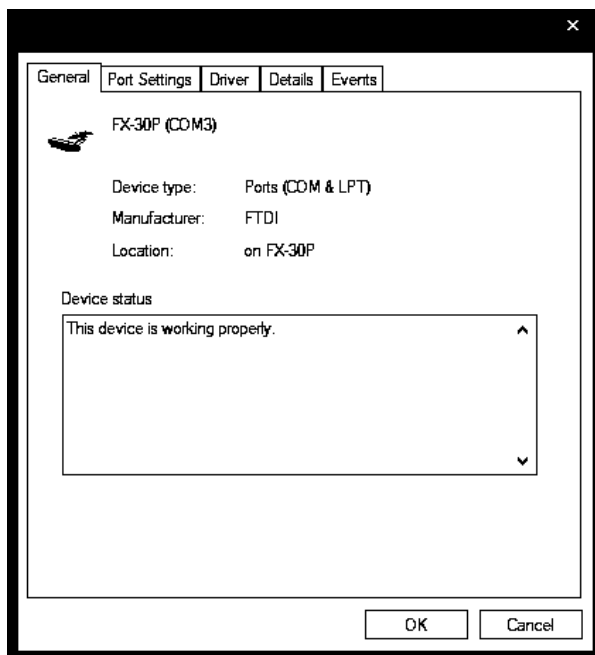 General Port Settings Driver Details Events
FX-30P (COM3)
Device type: Ports (COM & LPT)
Manufacturer: FTDI
Location: on FX-30P
Device status
This device is working properly.
OK Cancel